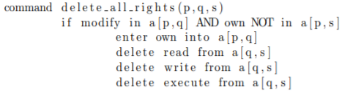 command delete_all_rights(p,q,s)
if modify in a[p,q] AND own NOT in a[p,s]
enter own into a[p,q]
delete read from a[q,s]
delete write from a[q,s]
delete execute from a[q,s]